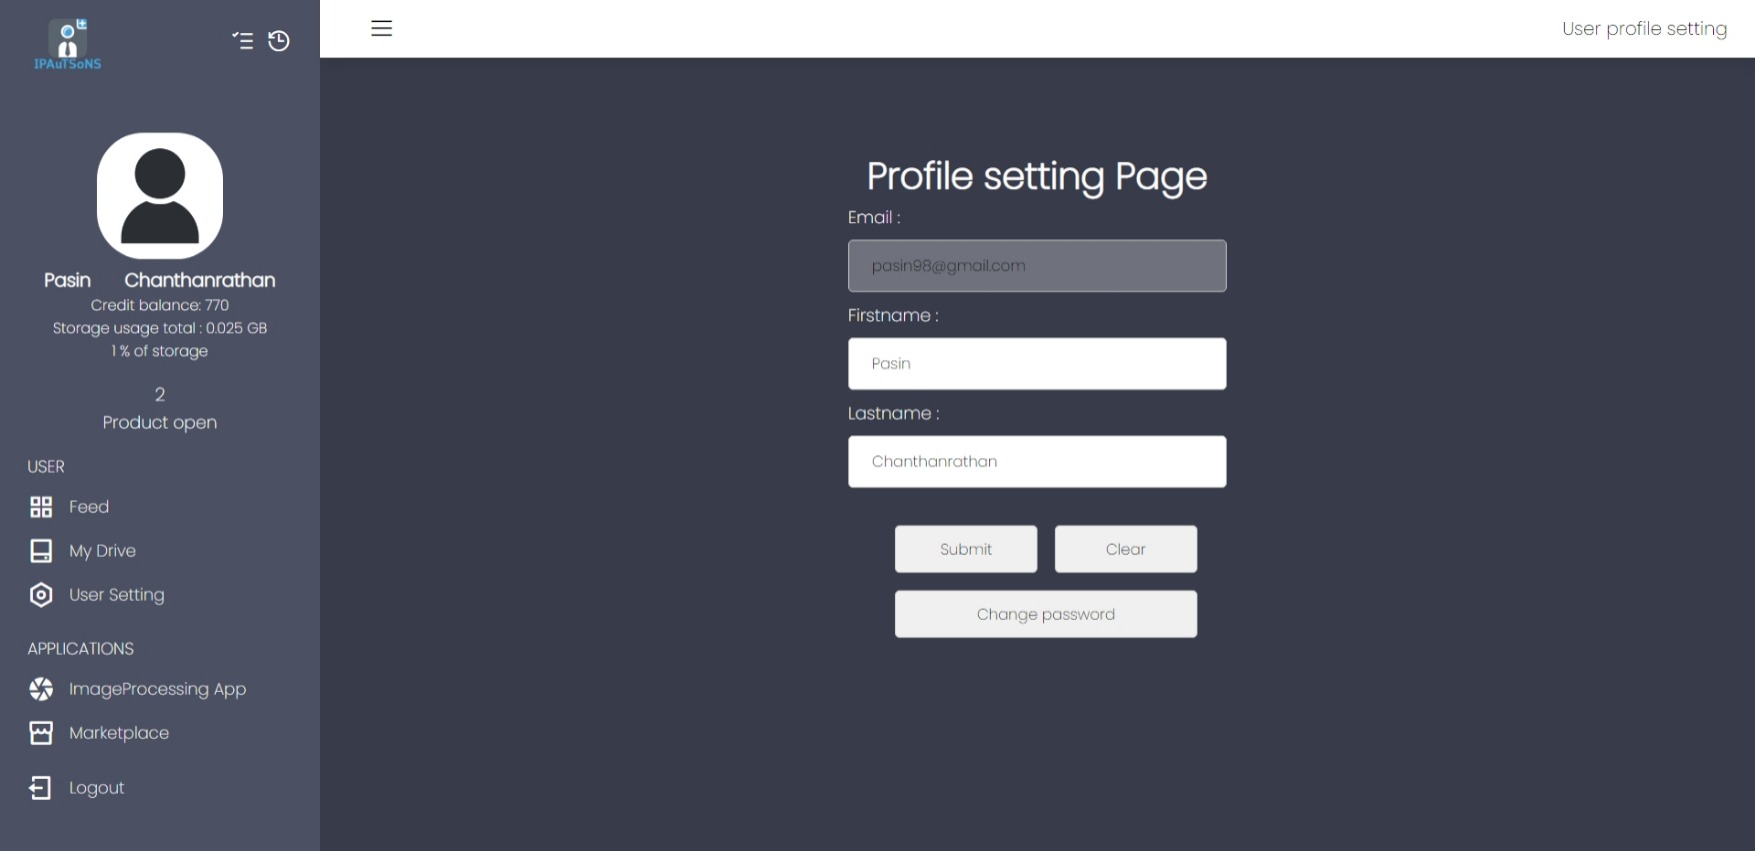 IPAuTSoNS
User profile setting
Pasin Chanthanrathan
Credit balance: 770
Storage usage total : 0.025 GB
1 % of storage
2
Product open
USER
Feed
My Drive
User Setting
APPLICATIONS
ImageProcessing App
Marketplace
Logout
Profile setting Page
Email :
pasin98@gmail.com
Firstname :
Pasin
Lastname :
Chanthanrathan
Submit Clear
Change password